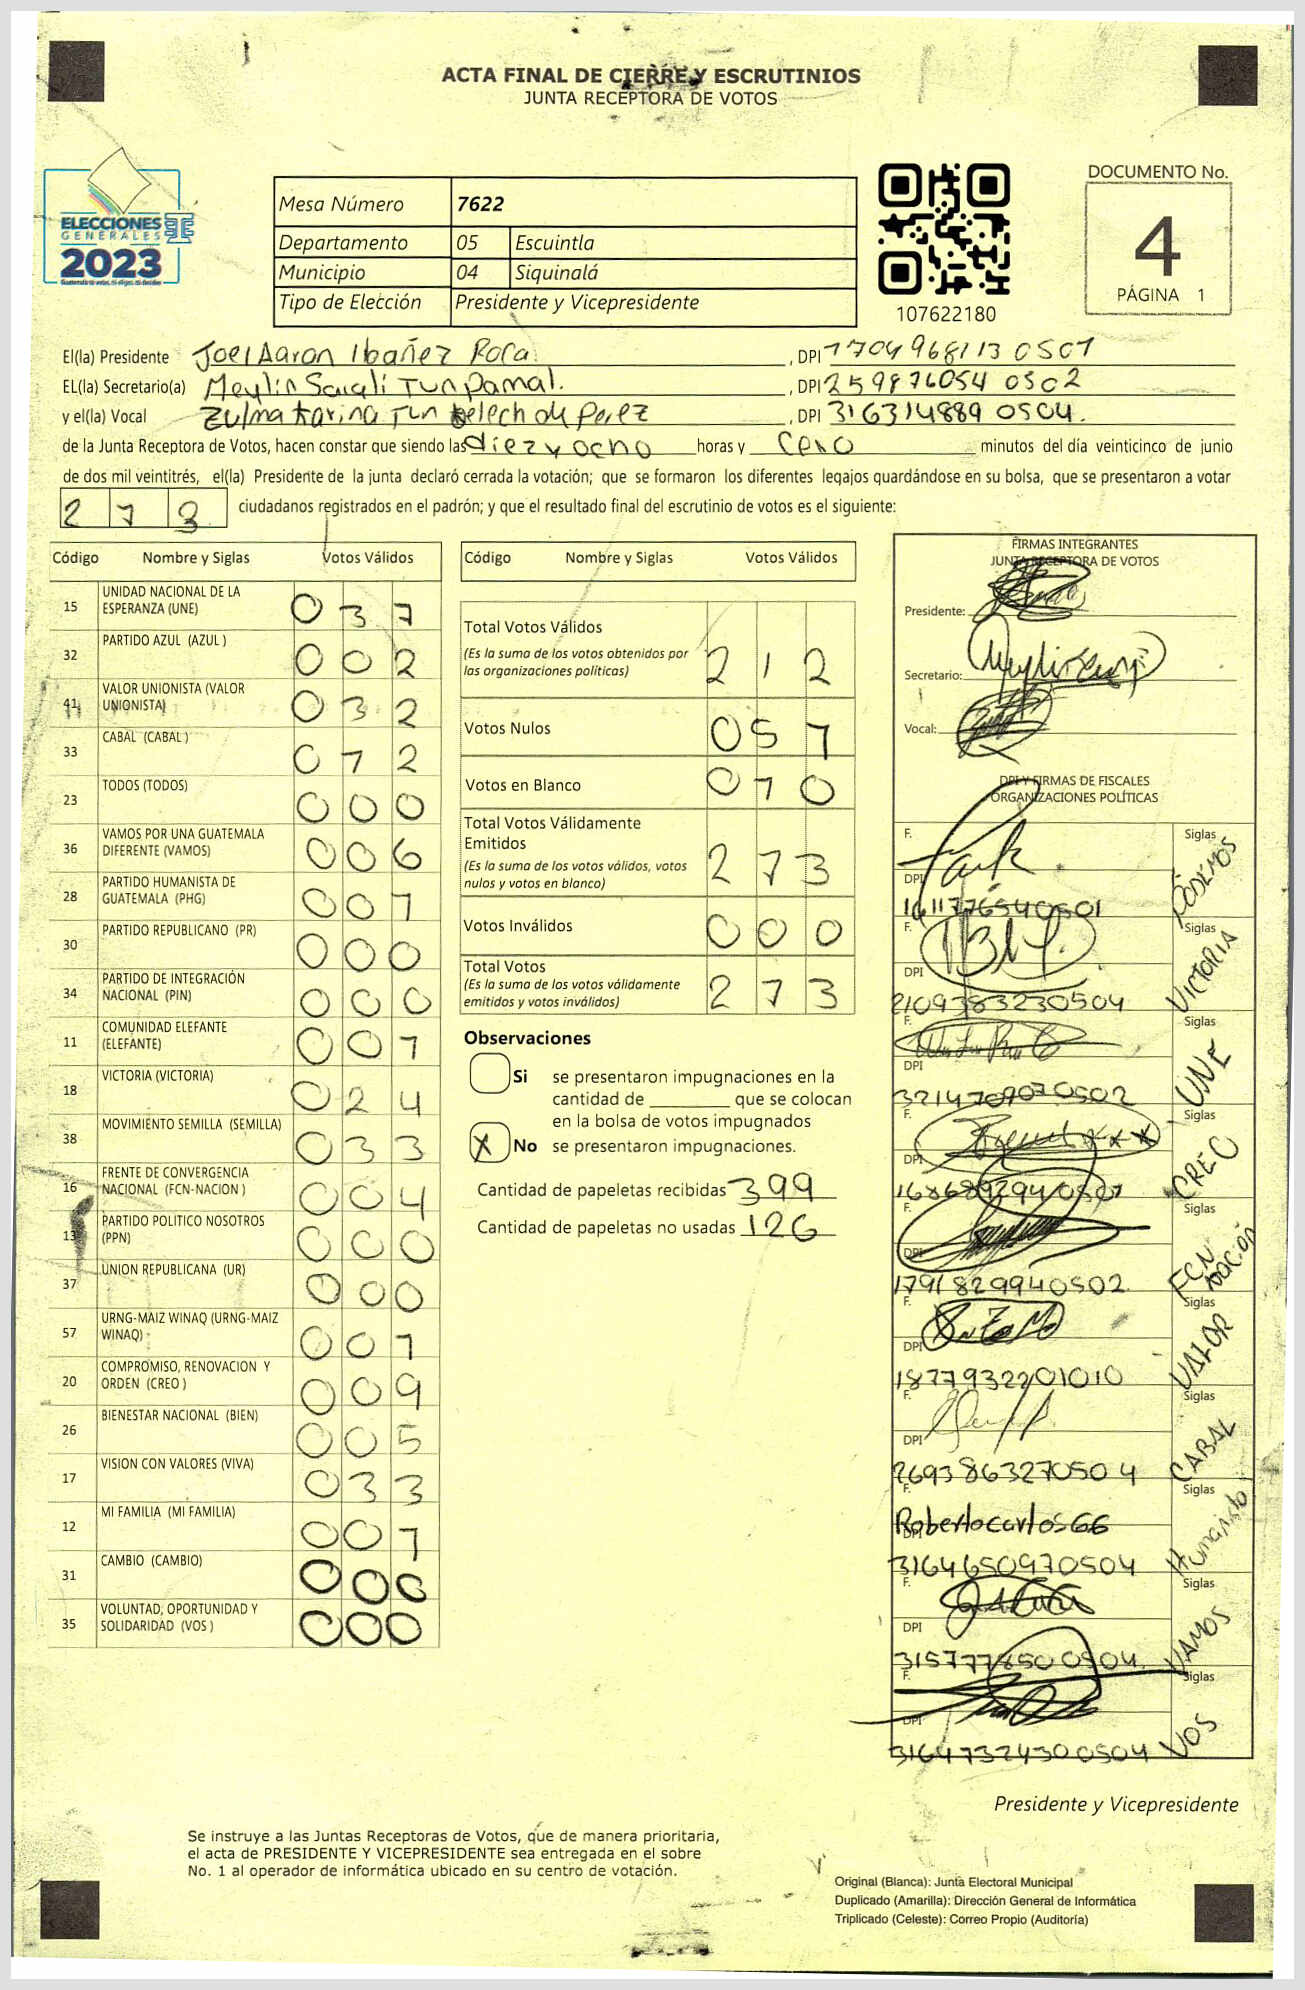 ACTA FINAL DE CIERRE Y ESCRUTINIOS
JUNTA RECEPTORA DE VOTOS
ELECCIONES
GENERALES
2023
Mesa Número 7622
Departamento 05 Escuintla
Municipio 04 Siquinalá
Tipo de Elección Presidente y Vicepresidente
107622180
DOCUMENTO No.
4
PÁGINA 1
El(la) Presidente Joel Aaron Ibañez Rora, DPI 1704968113 0501
EL(la) Secretario(a) Meylin Saralí Tun Pamal., DPI 259876054 0502
y el(la) Vocal Zulma Karina Tun Selech de Perez, DPI 316314889 0504.
de la Junta Receptora de Votos, hacen constar que siendo las diez y ocho horas y cero minutos del día veinticinco de junio
de dos mil veintitrés, el(la) Presidente de la junta declaró cerrada la votación; que se formaron los diferentes legajos guardándose en su bolsa, que se presentaron a votar
2 7 3 ciudadanos registrados en el padrón; y que el resultado final del escrutinio de votos es el siguiente:
Código Nombre y Siglas Votos Válidos
15 UNIDAD NACIONAL DE LA ESPERANZA (UNE) 0 3 7
32 PARTIDO AZUL (AZUL ) 0 0 2
41 VALOR UNIONISTA (VALOR UNIONISTA) 0 3 2
33 CABAL (CABAL ) 0 7 2
23 TODOS (TODOS) 0 0 0
36 VAMOS POR UNA GUATEMALA DIFERENTE (VAMOS) 0 0 6
28 PARTIDO HUMANISTA DE GUATEMALA (PHG) 0 0 1
30 PARTIDO REPUBLICANO (PR) 0 0 0
34 PARTIDO DE INTEGRACIÓN NACIONAL (PIN) 0 0 0
11 COMUNIDAD ELEFANTE (ELEFANTE) 0 0 1
18 VICTORIA (VICTORIA) 0 2 4
38 MOVIMIENTO SEMILLA (SEMILLA) 0 3 3
16 FRENTE DE CONVERGENCIA NACIONAL (FCN-NACION ) 0 0 4
13 PARTIDO POLITICO NOSOTROS (PPN) 0 0 0
37 UNION REPUBLICANA (UR) 0 0 0
57 URNG-MAIZ WINAQ (URNG-MAIZ WINAQ) 0 0 1
20 COMPROMISO, RENOVACION Y ORDEN (CREO ) 0 0 9
26 BIENESTAR NACIONAL (BIEN) 0 0 5
17 VISION CON VALORES (VIVA) 0 3 3
12 MI FAMILIA (MI FAMILIA) 0 0 7
31 CAMBIO (CAMBIO) 0 0 0
35 VOLUNTAD, OPORTUNIDAD Y SOLIDARIDAD (VOS ) 0 0 0
Código Nombre y Siglas Votos Válidos
Total Votos Válidos 2 1 2
(Es la suma de los votos obtenidos por
las organizaciones políticas)
Votos Nulos 0 5 1
Votos en Blanco 0 1 0
Total Votos Válidamente
Emitidos 2 7 3
(Es la suma de los votos válidos, votos
nulos y votos en blanco)
Votos Inválidos 0 0 0
Total Votos 2 7 3
(Es la suma de los votos válidamente
emitidos y votos inválidos)
Observaciones
Si se presentaron impugnaciones en la
cantidad de ________ que se colocan
en la bolsa de votos impugnados
X No se presentaron impugnaciones.
Cantidad de papeletas recibidas 399
Cantidad de papeletas no usadas 126
FIRMAS INTEGRANTES
JUNTA RECEPTORA DE VOTOS
Presidente:
Secretario:
Vocal:
DPI Y FIRMAS DE FISCALES
ORGANIZACIONES POLÍTICAS
F. Siglas PODEMOS
DPI 1611776540501
F. Siglas VICTORIA
DPI 2109383230504
F. Siglas UNE
DPI 3214709070502
F. Siglas CREO
DPI 1686892940501
F. Siglas FCN nación
DPI 1791829940502
F. Siglas VALOR
DPI 1877932201010
F. Siglas CABAL
DPI 2693863270504
F. Roberto carlos GG Siglas Humanista
DPI 3164650970504
F. Siglas VAMOS
DPI 3157778500504
F. Siglas VOS
DPI 31647324300504
Presidente y Vicepresidente
Se instruye a las Juntas Receptoras de Votos, que de manera prioritaria,
el acta de PRESIDENTE Y VICEPRESIDENTE sea entregada en el sobre
No. 1 al operador de informática ubicado en su centro de votación.
Original (Blanca): Junta Electoral Municipal
Duplicado (Amarilla): Dirección General de Informática
Triplicado (Celeste): Correo Propio (Auditoría)